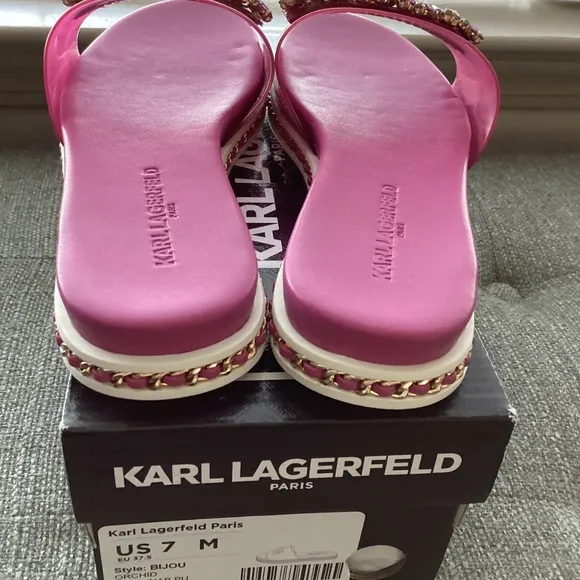 KARL LAGERFELD
PARIS
KARL LAGERFELD
PARIS
KARL LAGERFELD
PARIS
Karl Lagerfeld Paris
US 7 M
EU 37.5
Style: BIJOU
ORCHID